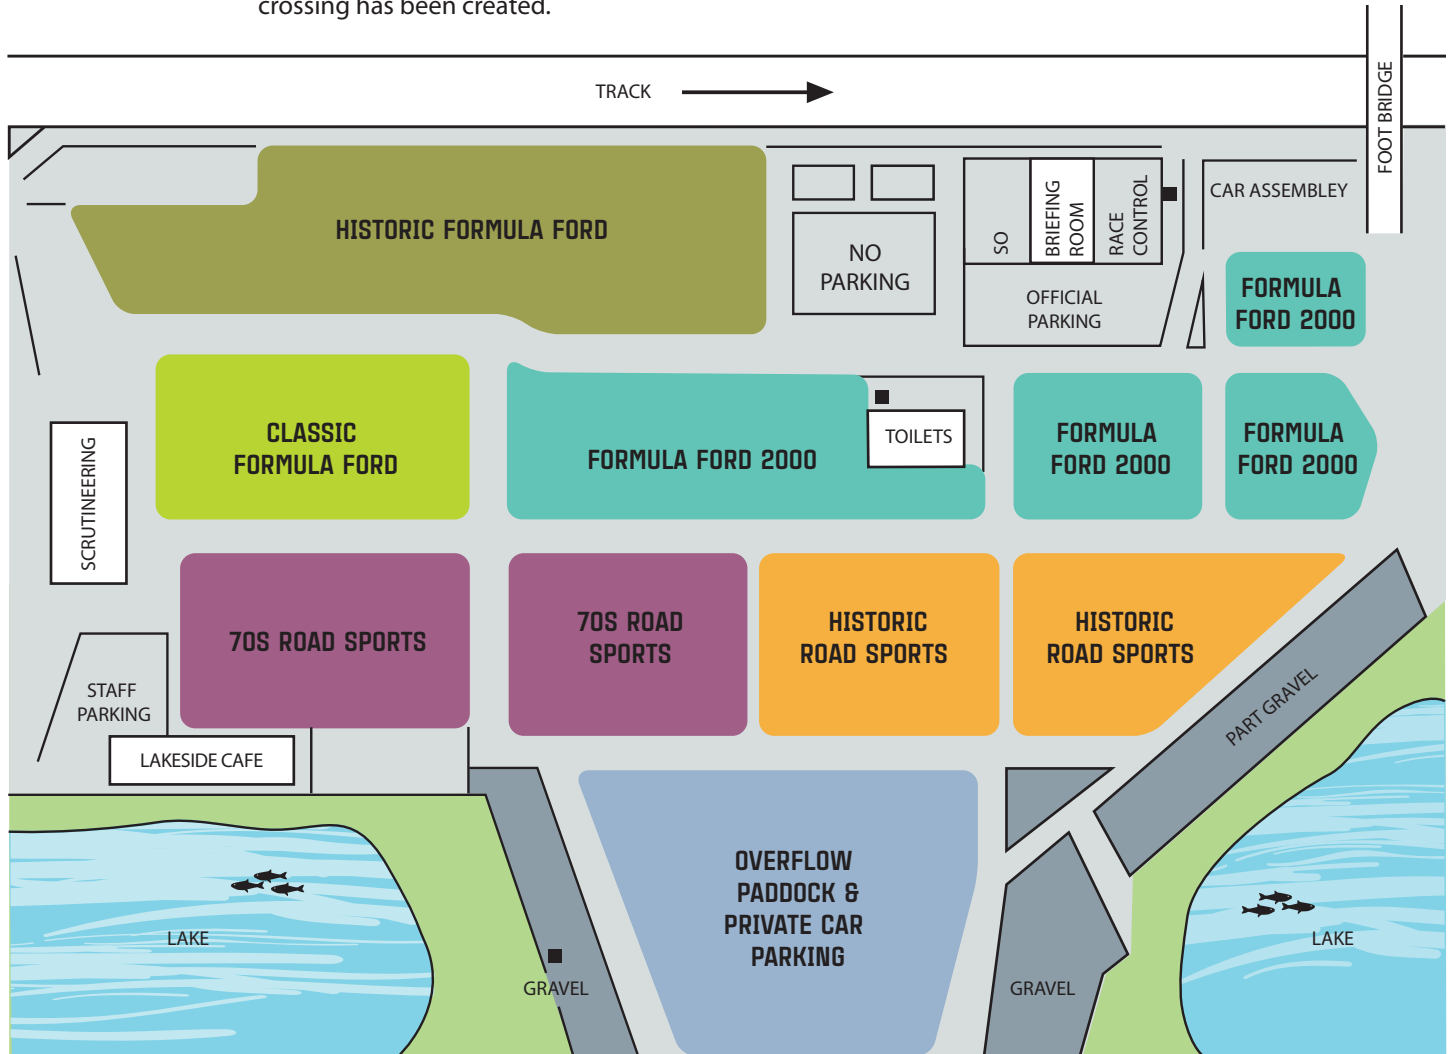 crossing has been created.
TRACK
FOOT BRIDGE
HISTORIC FORMULA FORD
NO
PARKING
SO
BRIEFING
ROOM
RACE
CONTROL
OFFICIAL
PARKING
CAR ASSEMBLEY
FORMULA
FORD 2000
SCRUTINEERING
CLASSIC
FORMULA FORD
FORMULA FORD 2000
TOILETS
FORMULA
FORD 2000
FORMULA
FORD 2000
70S ROAD SPORTS
70S ROAD
SPORTS
HISTORIC
ROAD SPORTS
HISTORIC
ROAD SPORTS
STAFF
PARKING
LAKESIDE CAFE
PART GRAVEL
OVERFLOW
PADDOCK &
PRIVATE CAR
PARKING
LAKE
GRAVEL
GRAVEL
LAKE